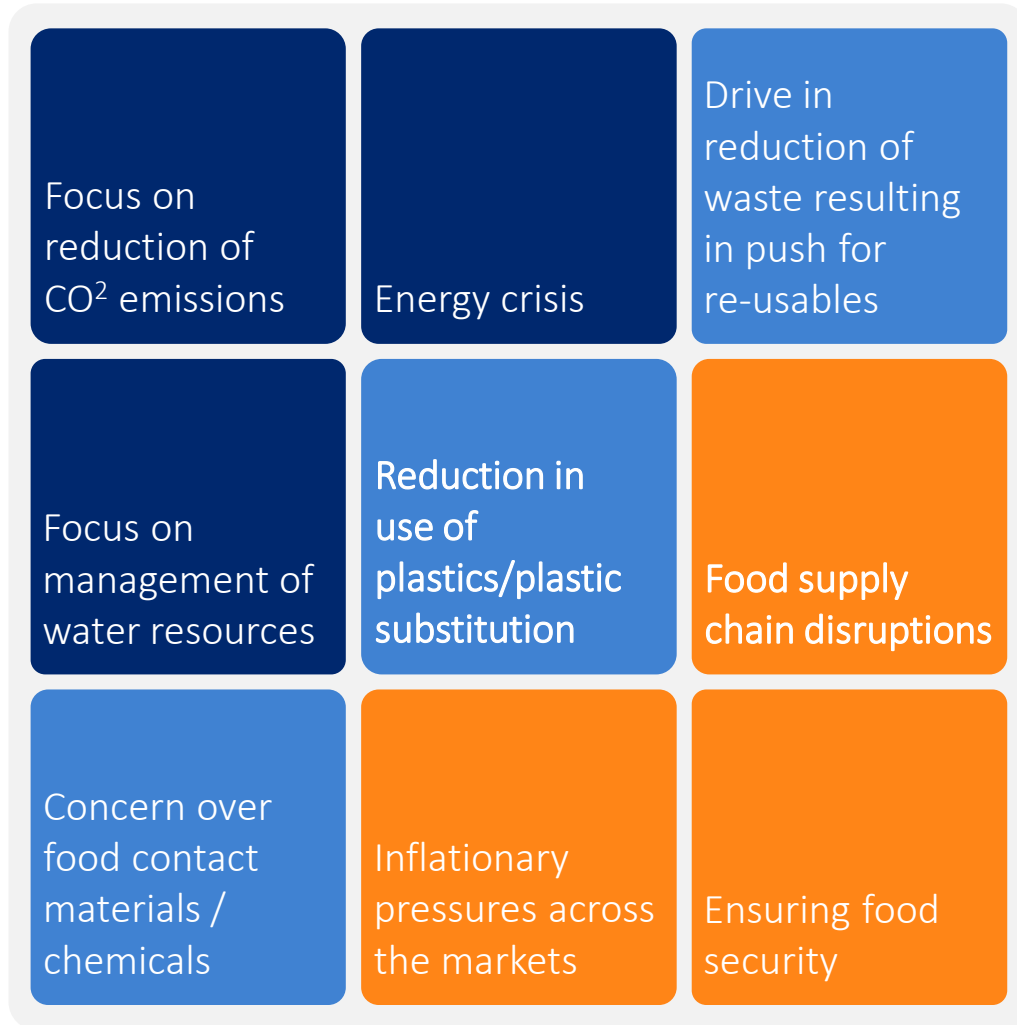 Focus on
reduction of
CO² emissions
Energy crisis
Drive in
reduction of
waste resulting
in push for
re-usables
Focus on
management of
water resources
Reduction in
use of
plastics/plastic
substitution
Food supply
chain disruptions
Concern over
food contact
materials /
chemicals
Inflationary
pressures across
the markets
Ensuring food
security